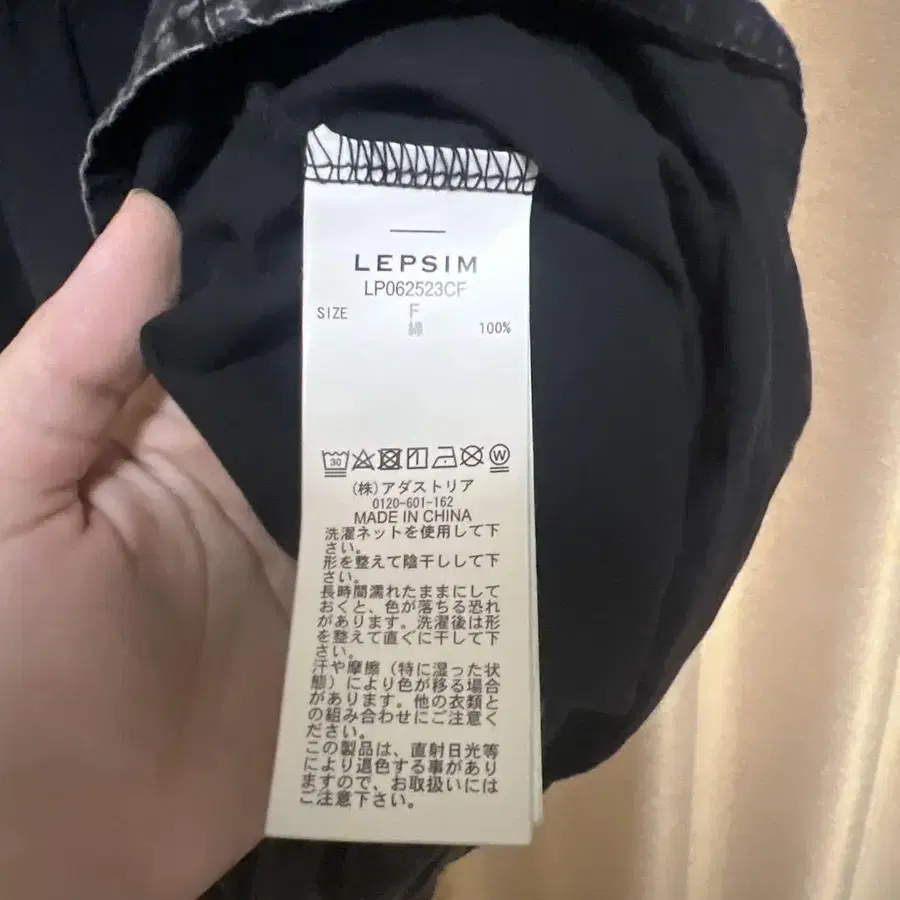 LEPSIM
LP062523CF
SIZE F
綿 100%
30 W
(株)アダストリア
0120-601-162
MADE IN CHINA
洗濯ネットを使用して下
さい。
形を整えて陰干しして下
さい。
長時間濡れたままにして
おくと、色が落ちる恐れ
があります。洗濯後は形
を整えて直ぐに干して下
さい。
汗や摩擦（特に湿った状
態）により色が移る場合
があります。他の衣類と
の組み合わせにご注意く
ださい。
この製品は、直射日光等
により退色する事があり
ますので、お取扱いには
ご注意下さい。